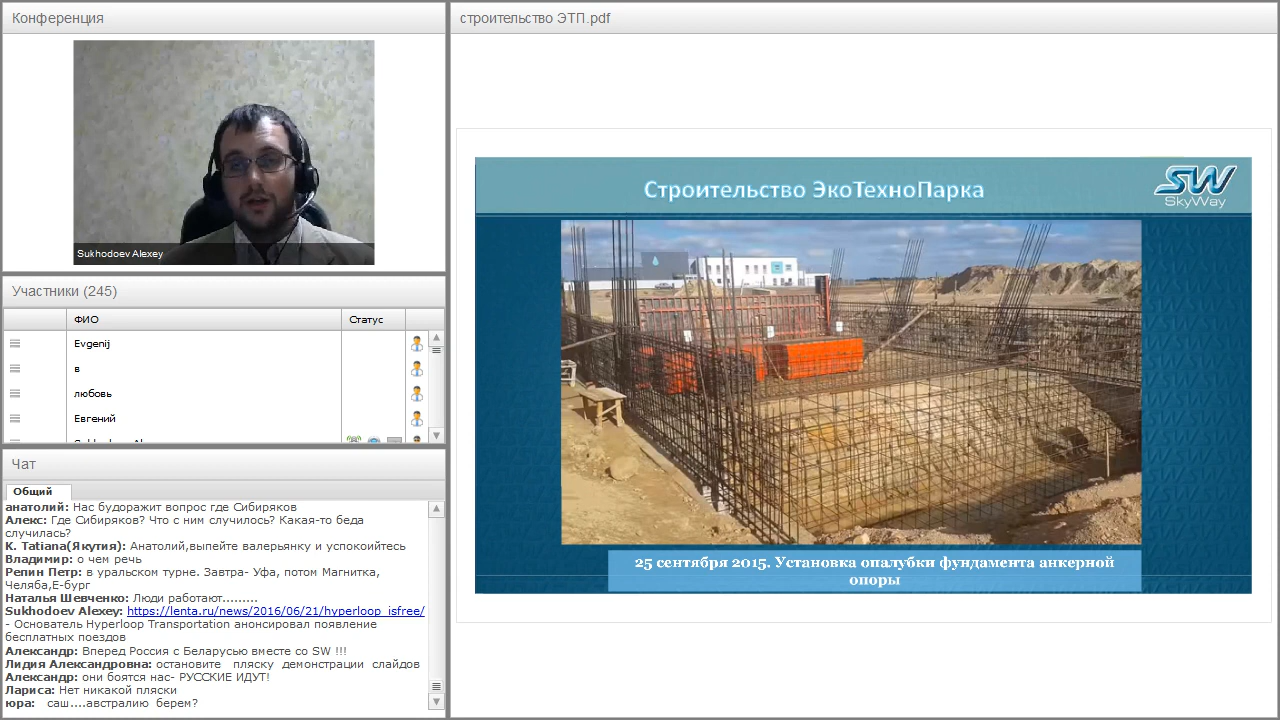 Конференция
Sukhodoev Alexey
Участники (245)
ФИО Статус
Evgenij
в
любовь
Евгений
Чат
Общий
анатолий: Нас будоражит вопрос где Сибиряков
Алекс: Где Сибиряков? Что с ним случилось? Какая-то беда
случилась?
K. Tatiana(Якутия): Анатолий,выпейте валерьянку и успокоийтесь
Владимир: о чем речь
Репин Петр: в уральском турне. Завтра- Уфа, потом Магнитка,
Челяба,Е-бург
Наталья Шевченко: Люди работают.........
Sukhodoev Alexey: https://lenta.ru/news/2016/06/21/hyperloop_isfree/
- Основатель Hyperloop Transportation анонсировал появление
бесплатных поездов
Александр: Вперед Россия с Беларусью вместе со SW !!!
Лидия Александровна: остановите пляску демонстрации слайдов
Александр: они боятся нас- РУССКИЕ ИДУТ!
Лариса: Нет никакой пляски
юра: саш....австралию берем?
строительство ЭТП.pdf
Строительство ЭкоТехноПарка
SW
SkyWay
25 сентября 2015. Установка опалубки фундамента анкерной
опоры